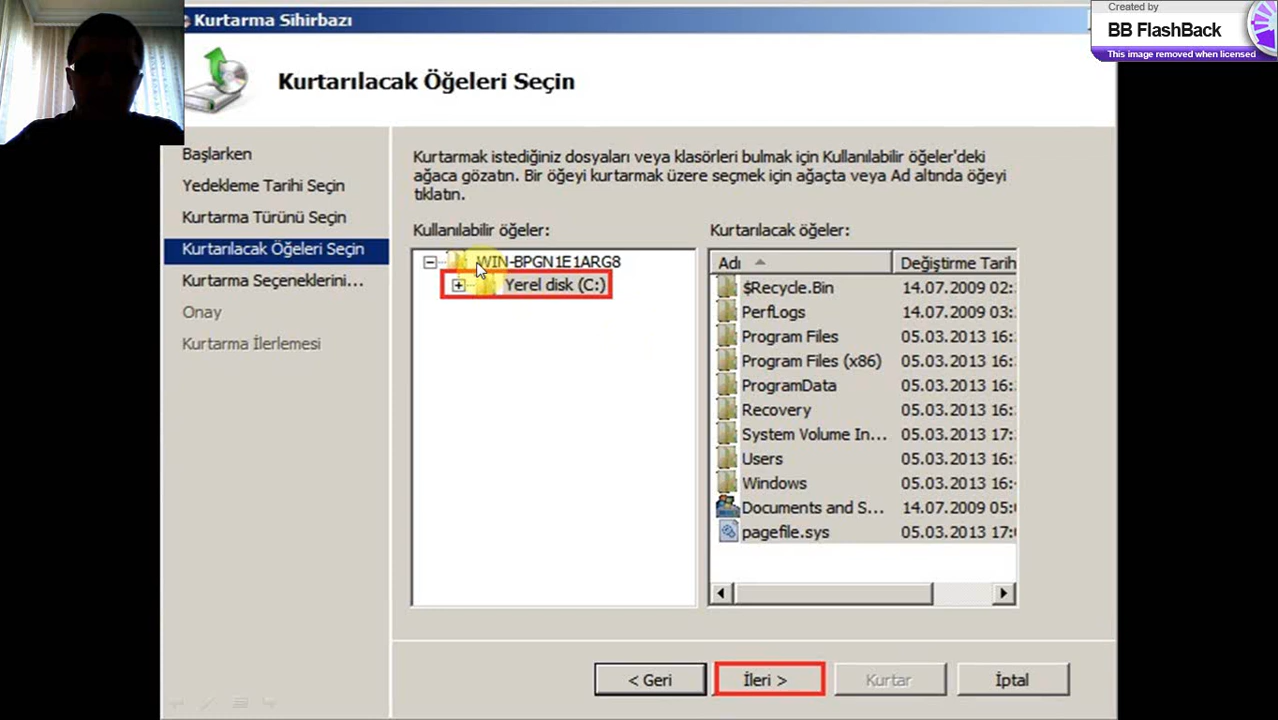 Kurtarma Sihirbazı
Created by
BB FlashBack
This image removed when licensed
Kurtarılacak Öğeleri Seçin
Başlarken
Yedekleme Tarihi Seçin
Kurtarma Türünü Seçin
Kurtarılacak Öğeleri Seçin
Kurtarma Seçeneklerini...
Onay
Kurtarma İlerlemesi
Kurtarmak istediğiniz dosyaları veya klasörleri bulmak için Kullanılabilir öğeler'deki
ağaca gözatın. Bir öğeyi kurtarmak üzere seçmek için ağaçta veya Ad altında öğeyi
tıklatın.
Kullanılabilir öğeler:
WIN-BPGN1E1ARG8
Yerel disk (C:)
Kurtarılacak öğeler:
Adı Değiştirme Tarih
$Recycle.Bin 14.07.2009 02:
PerfLogs 14.07.2009 03:
Program Files 05.03.2013 16:
Program Files (x86) 05.03.2013 16:
ProgramData 05.03.2013 16:
Recovery 05.03.2013 16:
System Volume In... 05.03.2013 17:
Users 05.03.2013 16:
Windows 05.03.2013 16:
Documents and S... 14.07.2009 05:
pagefile.sys 05.03.2013 17:
< Geri İleri > Kurtar İptal